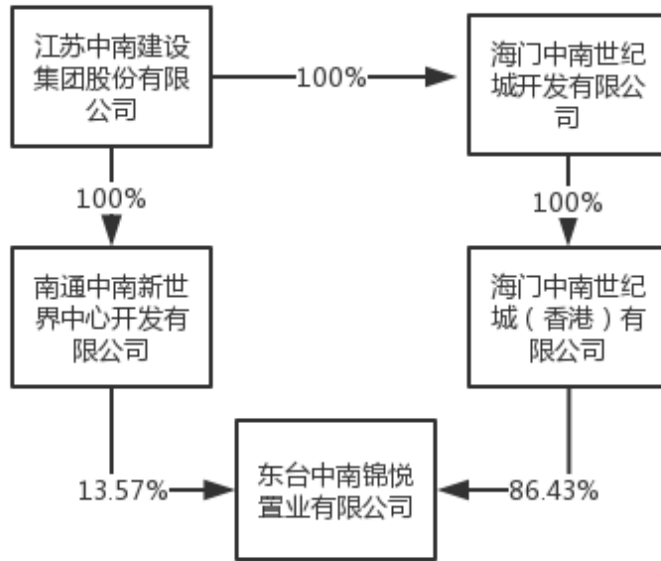 江苏中南建设
集团股份有限
公司
100%
海门中南世纪
城开发有限公
司
100%
100%
南通中南新世
界中心开发有
限公司
海门中南世纪
城（香港）有
限公司
13.57%
东台中南锦悦
置业有限公司
86.43%